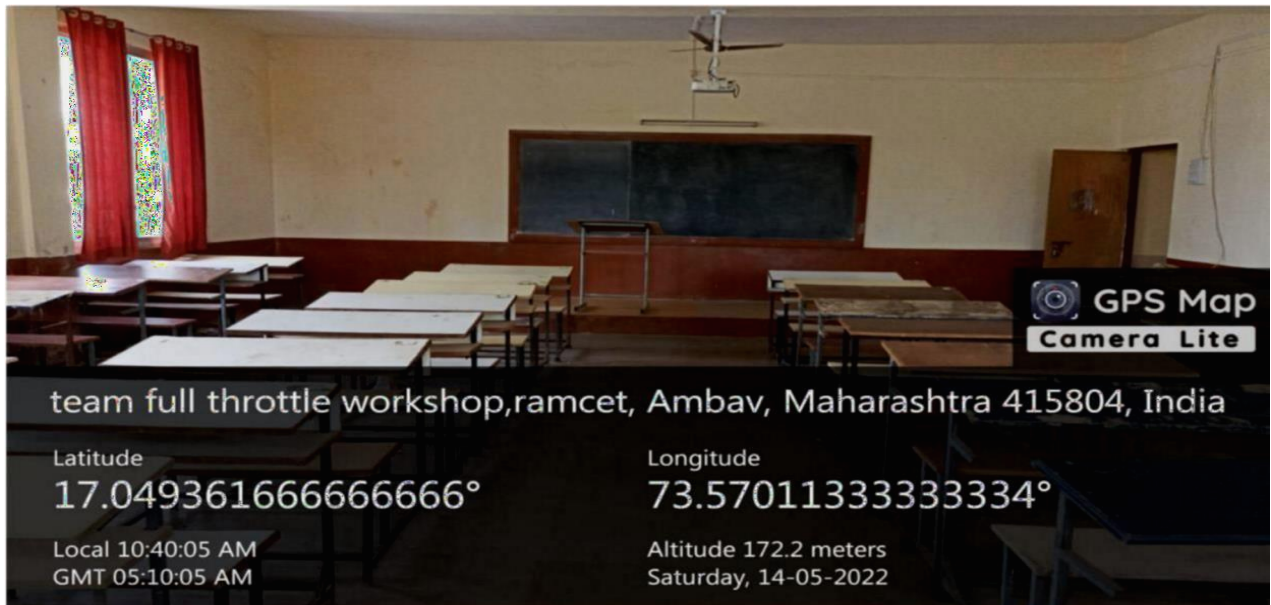 GPS Map
Camera Lite
team full throttle workshop,ramcet, Ambav, Maharashtra 415804, India
Latitude
17.0493616666666666°
Longitude
73.57011333333334°
Local 10:40:05 AM
GMT 05:10:05 AM
Altitude 172.2 meters
Saturday, 14-05-2022